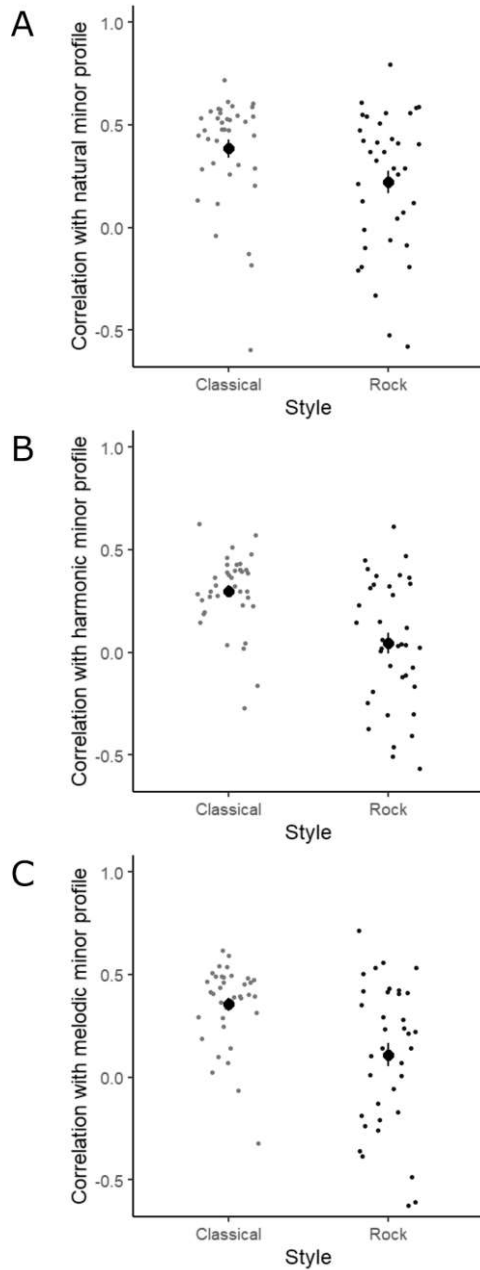 A
Correlation with natural minor profile
1.0
0.5
0.0
-0.5
Classical
Rock
Style
B
Correlation with harmonic minor profile
1.0
0.5
0.0
-0.5
Classical
Rock
Style
C
Correlation with melodic minor profile
1.0
0.5
0.0
-0.5
Classical
Rock
Style